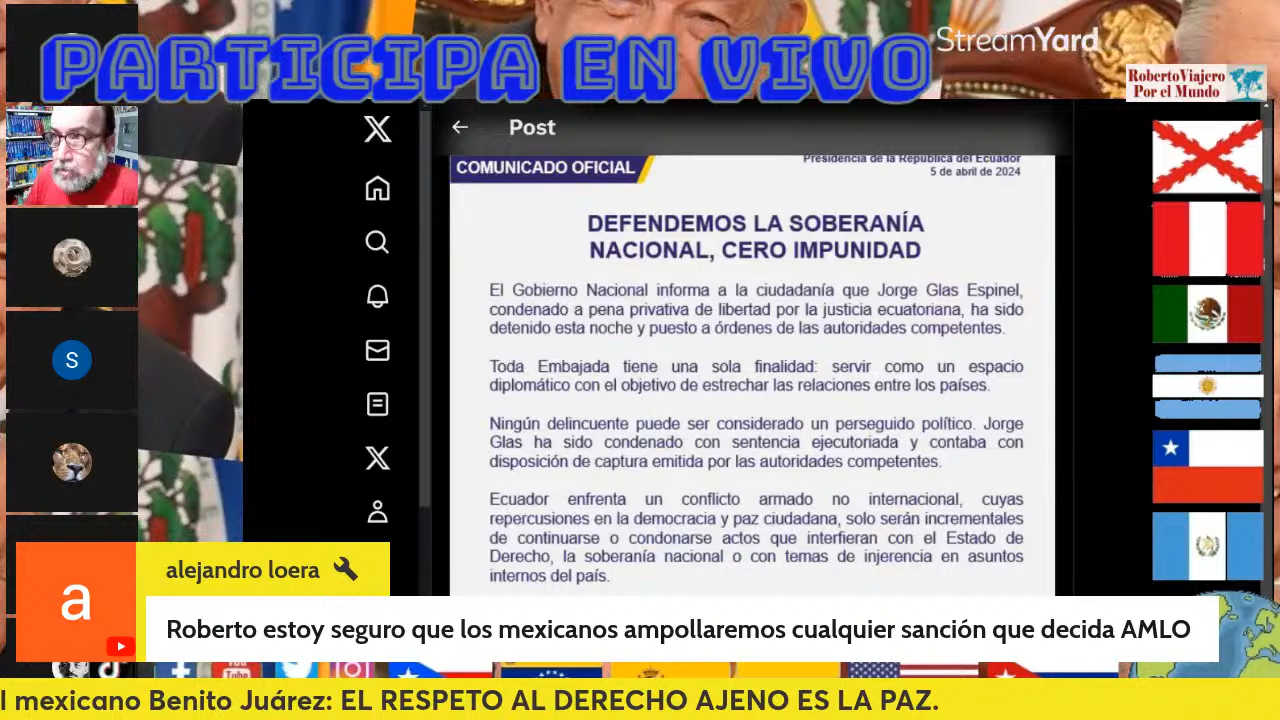 PARTICIPA EN VIVO
StreamYard
RobertoViajero
Por el Mundo
Post
COMUNICADO OFICIAL
Presidencia de la República del Ecuador
5 de abril de 2024
DEFENDEMOS LA SOBERANÍA
NACIONAL, CERO IMPUNIDAD
El Gobierno Nacional informa a la ciudadanía que Jorge Glas Espinel,
condenado a pena privativa de libertad por la justicia ecuatoriana, ha sido
detenido esta noche y puesto a órdenes de las autoridades competentes.
Toda Embajada tiene una sola finalidad: servir como un espacio
diplomático con el objetivo de estrechar las relaciones entre los países.
Ningún delincuente puede ser considerado un perseguido político. Jorge
Glas ha sido condenado con sentencia ejecutoriada y contaba con
disposición de captura emitida por las autoridades competentes.
Ecuador enfrenta un conflicto armado no internacional, cuyas
repercusiones en la democracia y paz ciudadana, solo serán incrementales
de continuarse o condonarse actos que interfieran con el Estado de
Derecho, la soberanía nacional o con temas de injerencia en asuntos
internos del país.
S
a
alejandro loera
Roberto estoy seguro que los mexicanos ampollaremos cualquier sanción que decida AMLO
l mexicano Benito Juárez: EL RESPETO AL DERECHO AJENO ES LA PAZ.